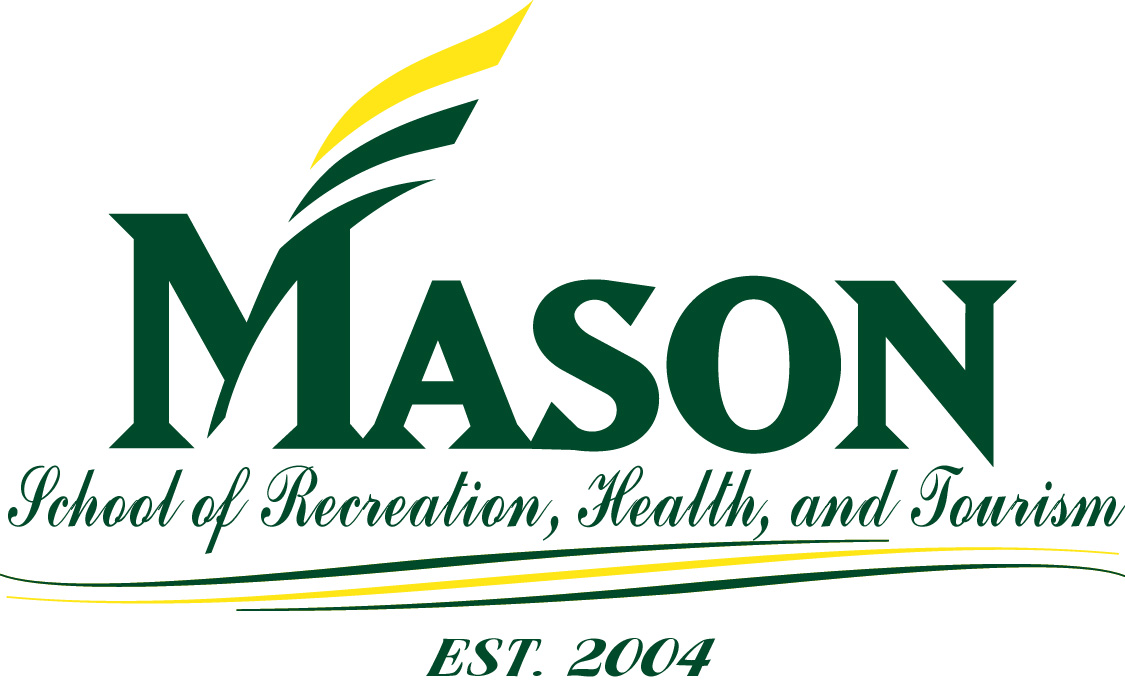 MASON
School of Recreation, Health, and Tourism
EST. 2004